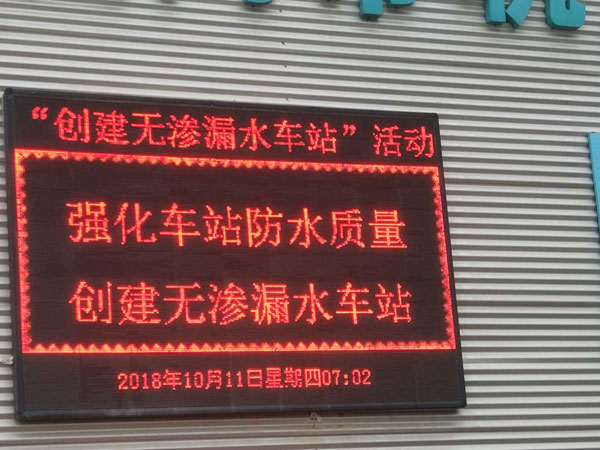 “创建无渗漏水车站”活动
强化车站防水质量
创建无渗漏水车站
2018年10月11日星期四07:02